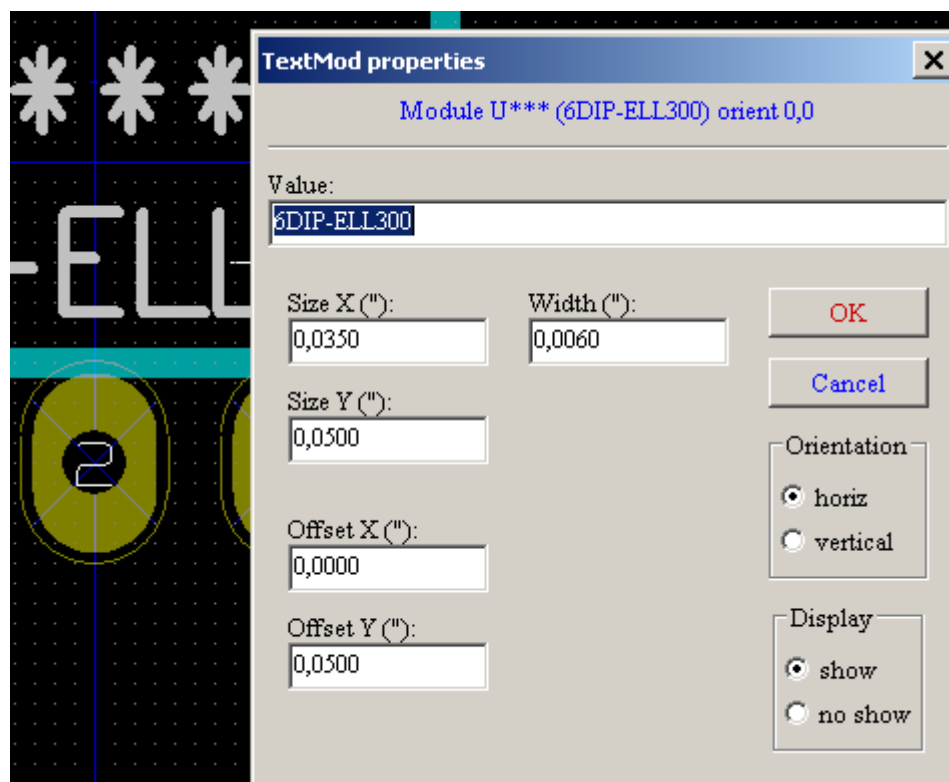 ***
TextMod properties
Module U*** (6DIP-ELL300) orient 0,0
Value:
6DIP-ELL300
-ELL
Size X ("):
Width ("):
0,0350
0,0060
OK
Size Y ("):
Cancel
0,0500
2
Orientation
horiz
vertical
Offset X ("):
0,0000
Offset Y ("):
0,0500
Display
show
no show